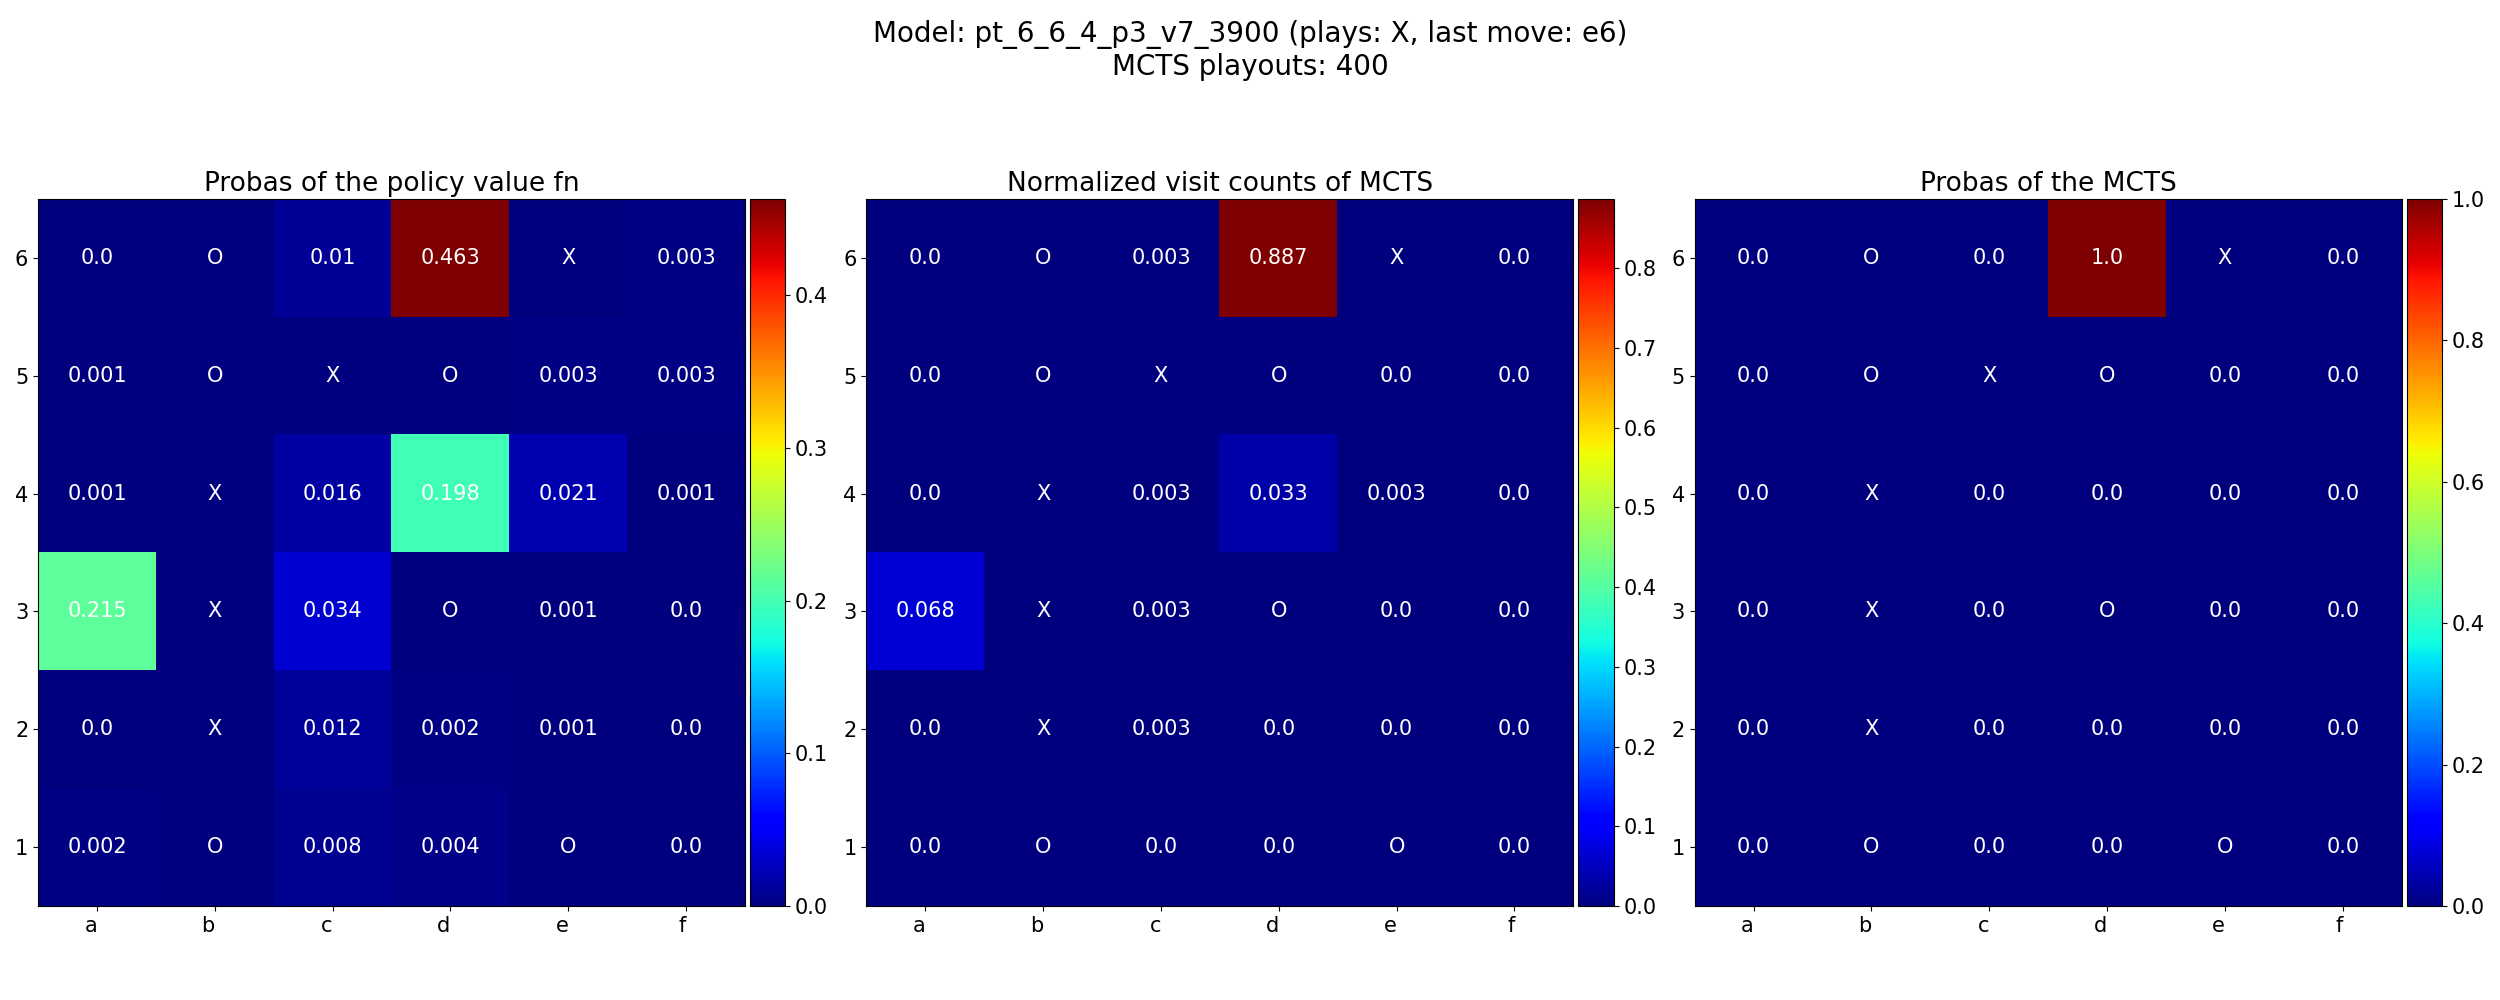 Model: pt_6_6_4_p3_v7_3900 (plays: X, last move: e6)
MCTS playouts: 400
Probas of the policy value fn
6 0.0 O 0.01 0.463 X 0.003
5 0.001 O X O 0.003 0.003
4 0.001 X 0.016 0.198 0.021 0.001
3 0.215 X 0.034 O 0.001 0.0
2 0.0 X 0.012 0.002 0.001 0.0
1 0.002 O 0.008 0.004 O 0.0
a b c d e f
0.4
0.3
0.2
0.1
0.0
Normalized visit counts of MCTS
6 0.0 O 0.003 0.887 X 0.0
5 0.0 O X O 0.0 0.0
4 0.0 X 0.003 0.033 0.003 0.0
3 0.068 X 0.003 O 0.0 0.0
2 0.0 X 0.003 0.0 0.0 0.0
1 0.0 O 0.0 0.0 O 0.0
a b c d e f
0.8
0.7
0.6
0.5
0.4
0.3
0.2
0.1
0.0
Probas of the MCTS
6 0.0 O 0.0 1.0 X 0.0
5 0.0 O X O 0.0 0.0
4 0.0 X 0.0 0.0 0.0 0.0
3 0.0 X 0.0 O 0.0 0.0
2 0.0 X 0.0 0.0 0.0 0.0
1 0.0 O 0.0 0.0 O 0.0
a b c d e f
1.0
0.8
0.6
0.4
0.2
0.0